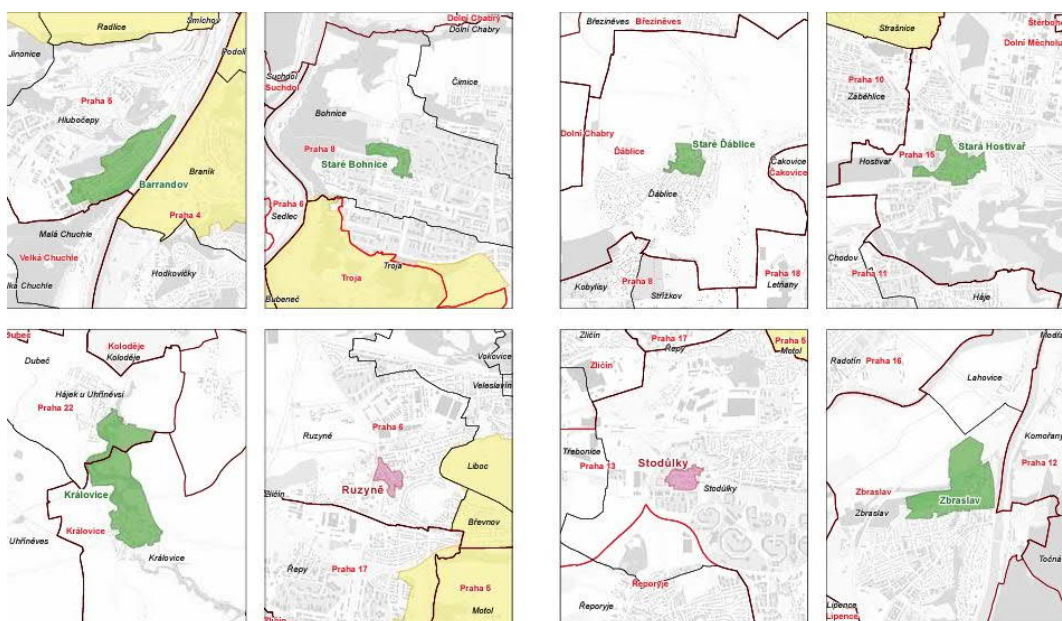 Smíchov
Radlice
Jinonice
Podolí
Praha 5
Hlubočepy
Barrandov
Braník
Praha 4
Malá Chuchle
Velká Chuchle
Hodkovičky
Dolní Chabry
Dolní Chabry
Suchdol
Suchdol
Čimice
Bohnice
Praha 8
Staré Bohnice
Praha 6
Sedlec
Troja
Troja
Bubeneč
Březiněves
Březiněves
Dolní Chabry
Ďáblice
Staré Ďáblice
Čakovice
Čakovice
Ďáblice
Praha 8
Kobylisy
Střížkov
Praha 18
Letňany
Strašnice
Dolní Měcholupy
Praha 10
Záběhlice
Stará Hostivař
Hostivař
Praha 15
Chodov
Praha 11
Háje
Dubeč
Dubeč
Koloděje
Koloděje
Hájek u Uhříněvsi
Praha 22
Královice
Královice
Uhříněves
Královice
Vokovice
Veleslavín
Praha 6
Ruzyně
Liboc
Ruzyně
Zličín
Břevnov
Řepy
Praha 17
Praha 5
Motol
Zličín
Praha 17
Řepy
Praha 5
Motol
Zličín
Třebonice
Praha 13
Stodůlky
Stodůlky
Řeporyje
Řeporyje
Radotín
Praha 16
Lahovice
Komořany
Praha 12
Zbraslav
Zbraslav
Zbraslav
Točná
Lipence
Lipence